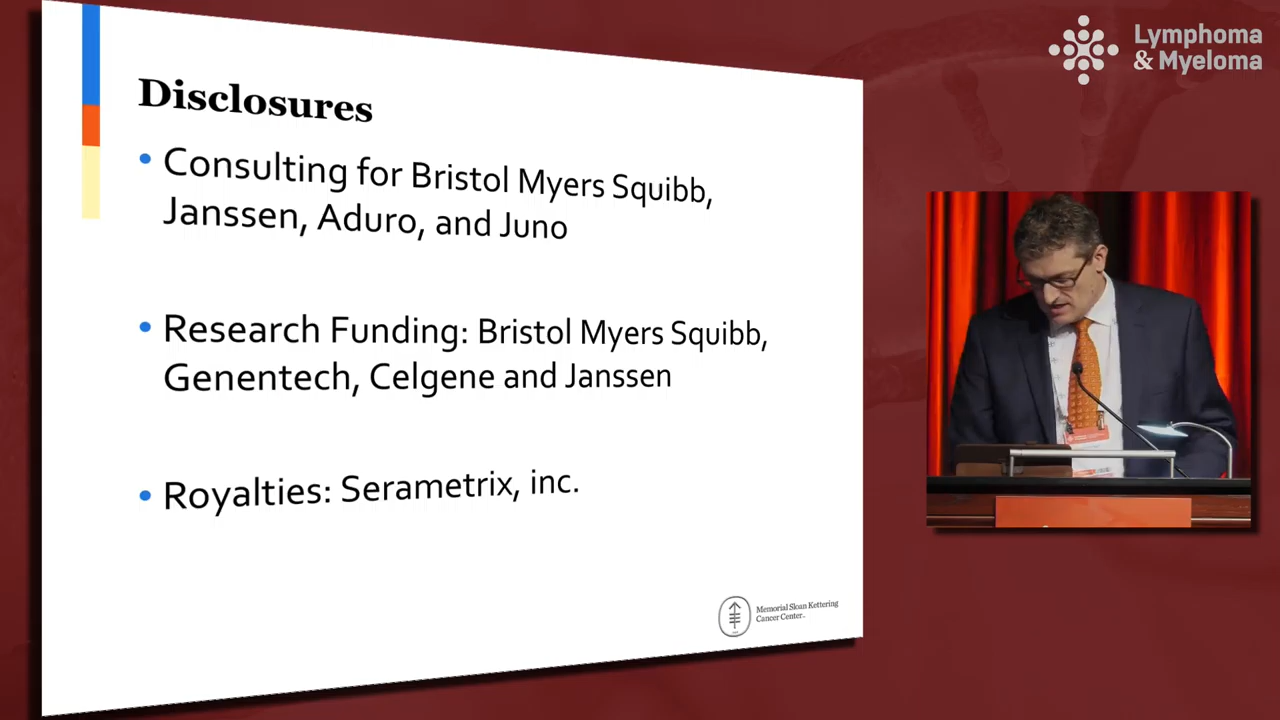 Lymphoma
& Myeloma
Disclosures
• Consulting for Bristol Myers Squibb,
Janssen, Aduro, and Juno
• Research Funding: Bristol Myers Squibb,
Genentech, Celgene and Janssen
• Royalties: Serametrix, inc.
Memorial Sloan Kettering
Cancer Center.